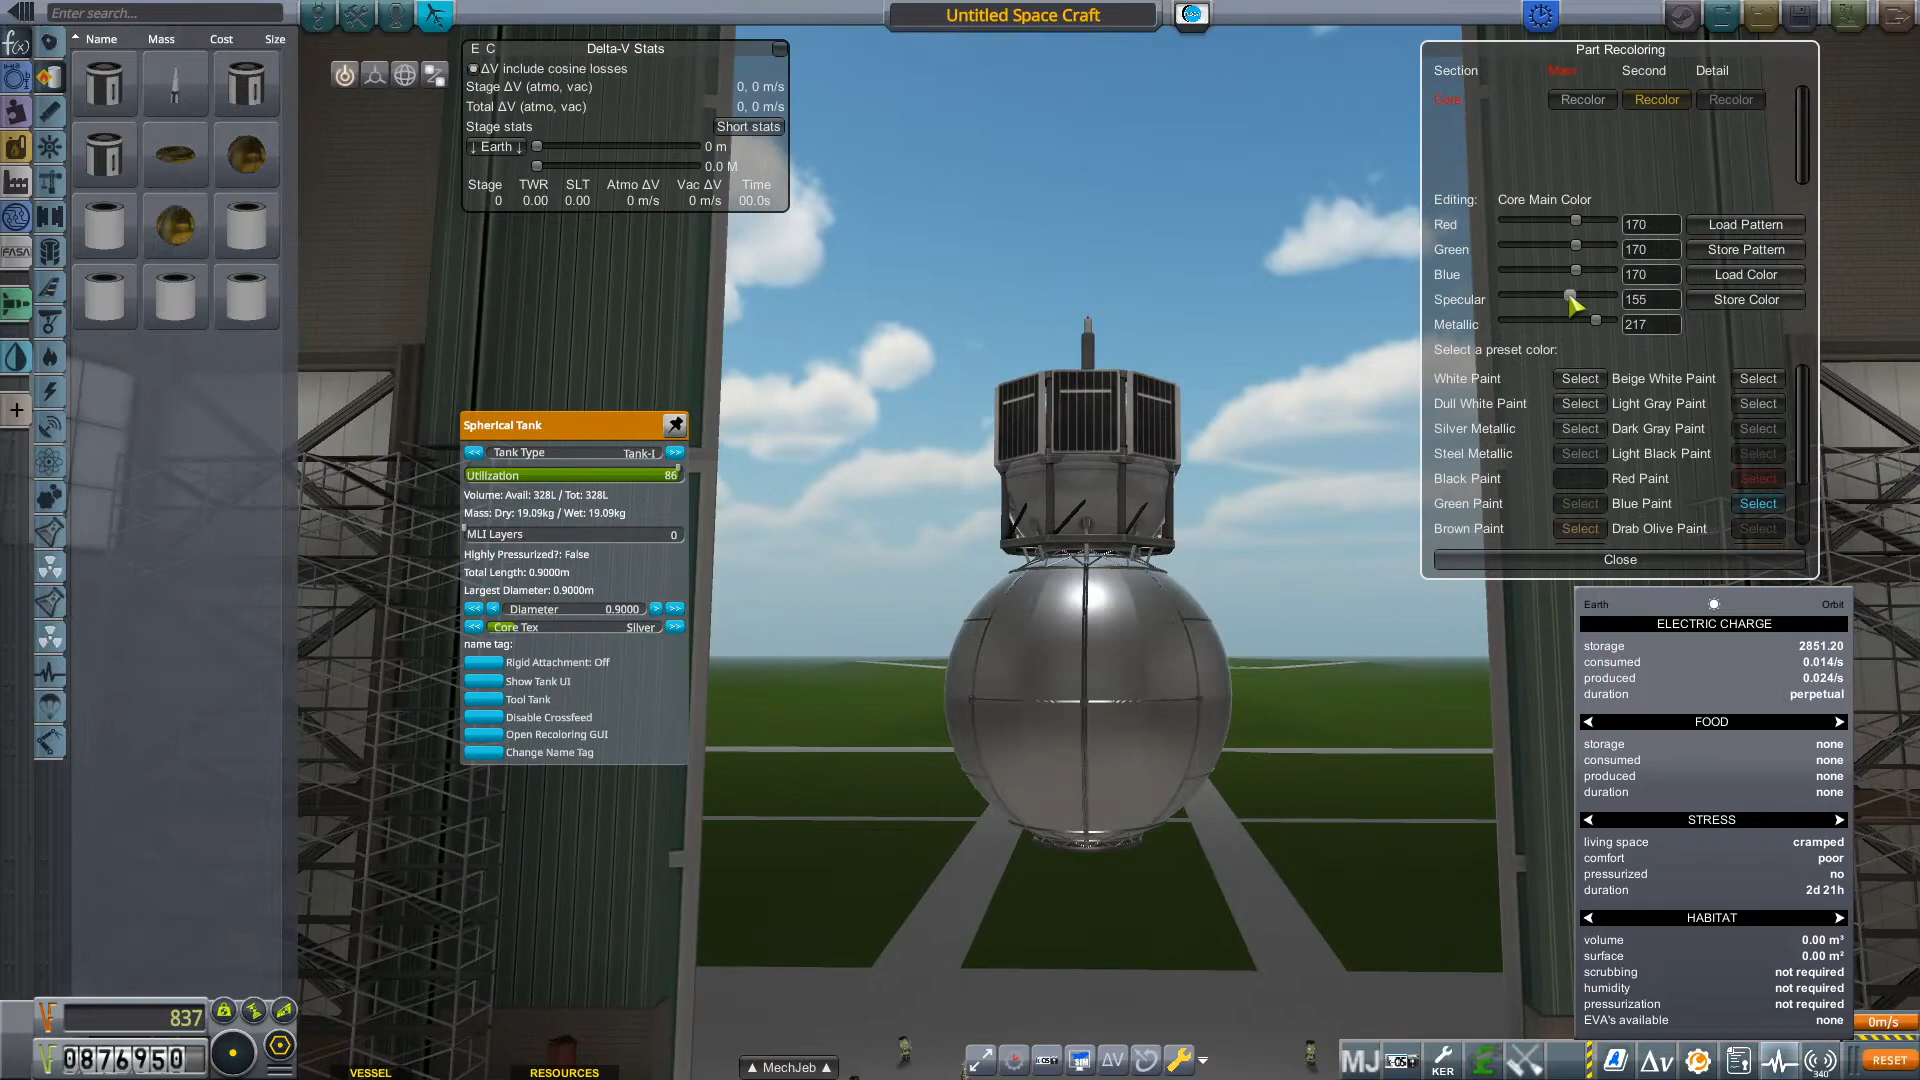 Enter search...
Untitled Space Craft
Name Mass Cost Size
E C Delta-V Stats
ΔV include cosine losses
Stage ΔV (atmo, vac) 0, 0 m/s
Total ΔV (atmo, vac) 0, 0 m/s
Stage stats Short stats
↓ Earth ↓ 0 m
0.0 M
Stage TWR SLT Atmo ΔV Vac ΔV Time
0 0.00 0.00 0 m/s 0 m/s 00.0s
Part Recoloring
Section Main Second Detail
Core Recolor Recolor Recolor
Editing: Core Main Color
Red 170 Load Pattern
Green 170 Store Pattern
Blue 170 Load Color
Specular 155 Store Color
Metallic 217
Select a preset color:
White Paint Select Beige White Paint Select
Dull White Paint Select Light Gray Paint Select
Silver Metallic Select Dark Gray Paint Select
Steel Metallic Select Light Black Paint Select
Black Paint Red Paint Select
Green Paint Select Blue Paint Select
Brown Paint Select Drab Olive Paint Select
Close
Spherical Tank
<< Tank Type Tank-I >>
Utilization 86
Volume: Avail: 328L / Tot: 328L
Mass: Dry: 19.09kg / Wet: 19.09kg
MLI Layers 0
Highly Pressurized?: False
Total Length: 0.9000m
Largest Diameter: 0.9000m
<< < Diameter 0.9000 > >>
<< Core Tex Silver >>
name tag:
Rigid Attachment: Off
Show Tank UI
Tool Tank
Disable Crossfeed
Open Recoloring GUI
Change Name Tag
Earth Orbit
ELECTRIC CHARGE
storage 2851.20
consumed 0.014/s
produced 0.024/s
duration perpetual
FOOD
storage none
consumed none
produced none
duration none
STRESS
living space cramped
comfort poor
pressurized no
duration 2d 21h
HABITAT
volume 0.00 m³
surface 0.00 m²
scrubbing not required
humidity not required
pressurization not required
EVA's available none
0m/s
f(x)
FASA
837
0876950
VESSEL
RESOURCES
▲ MechJeb ▲
kOS SIM ΔV
MJ kOS KER Δv 340 RESET